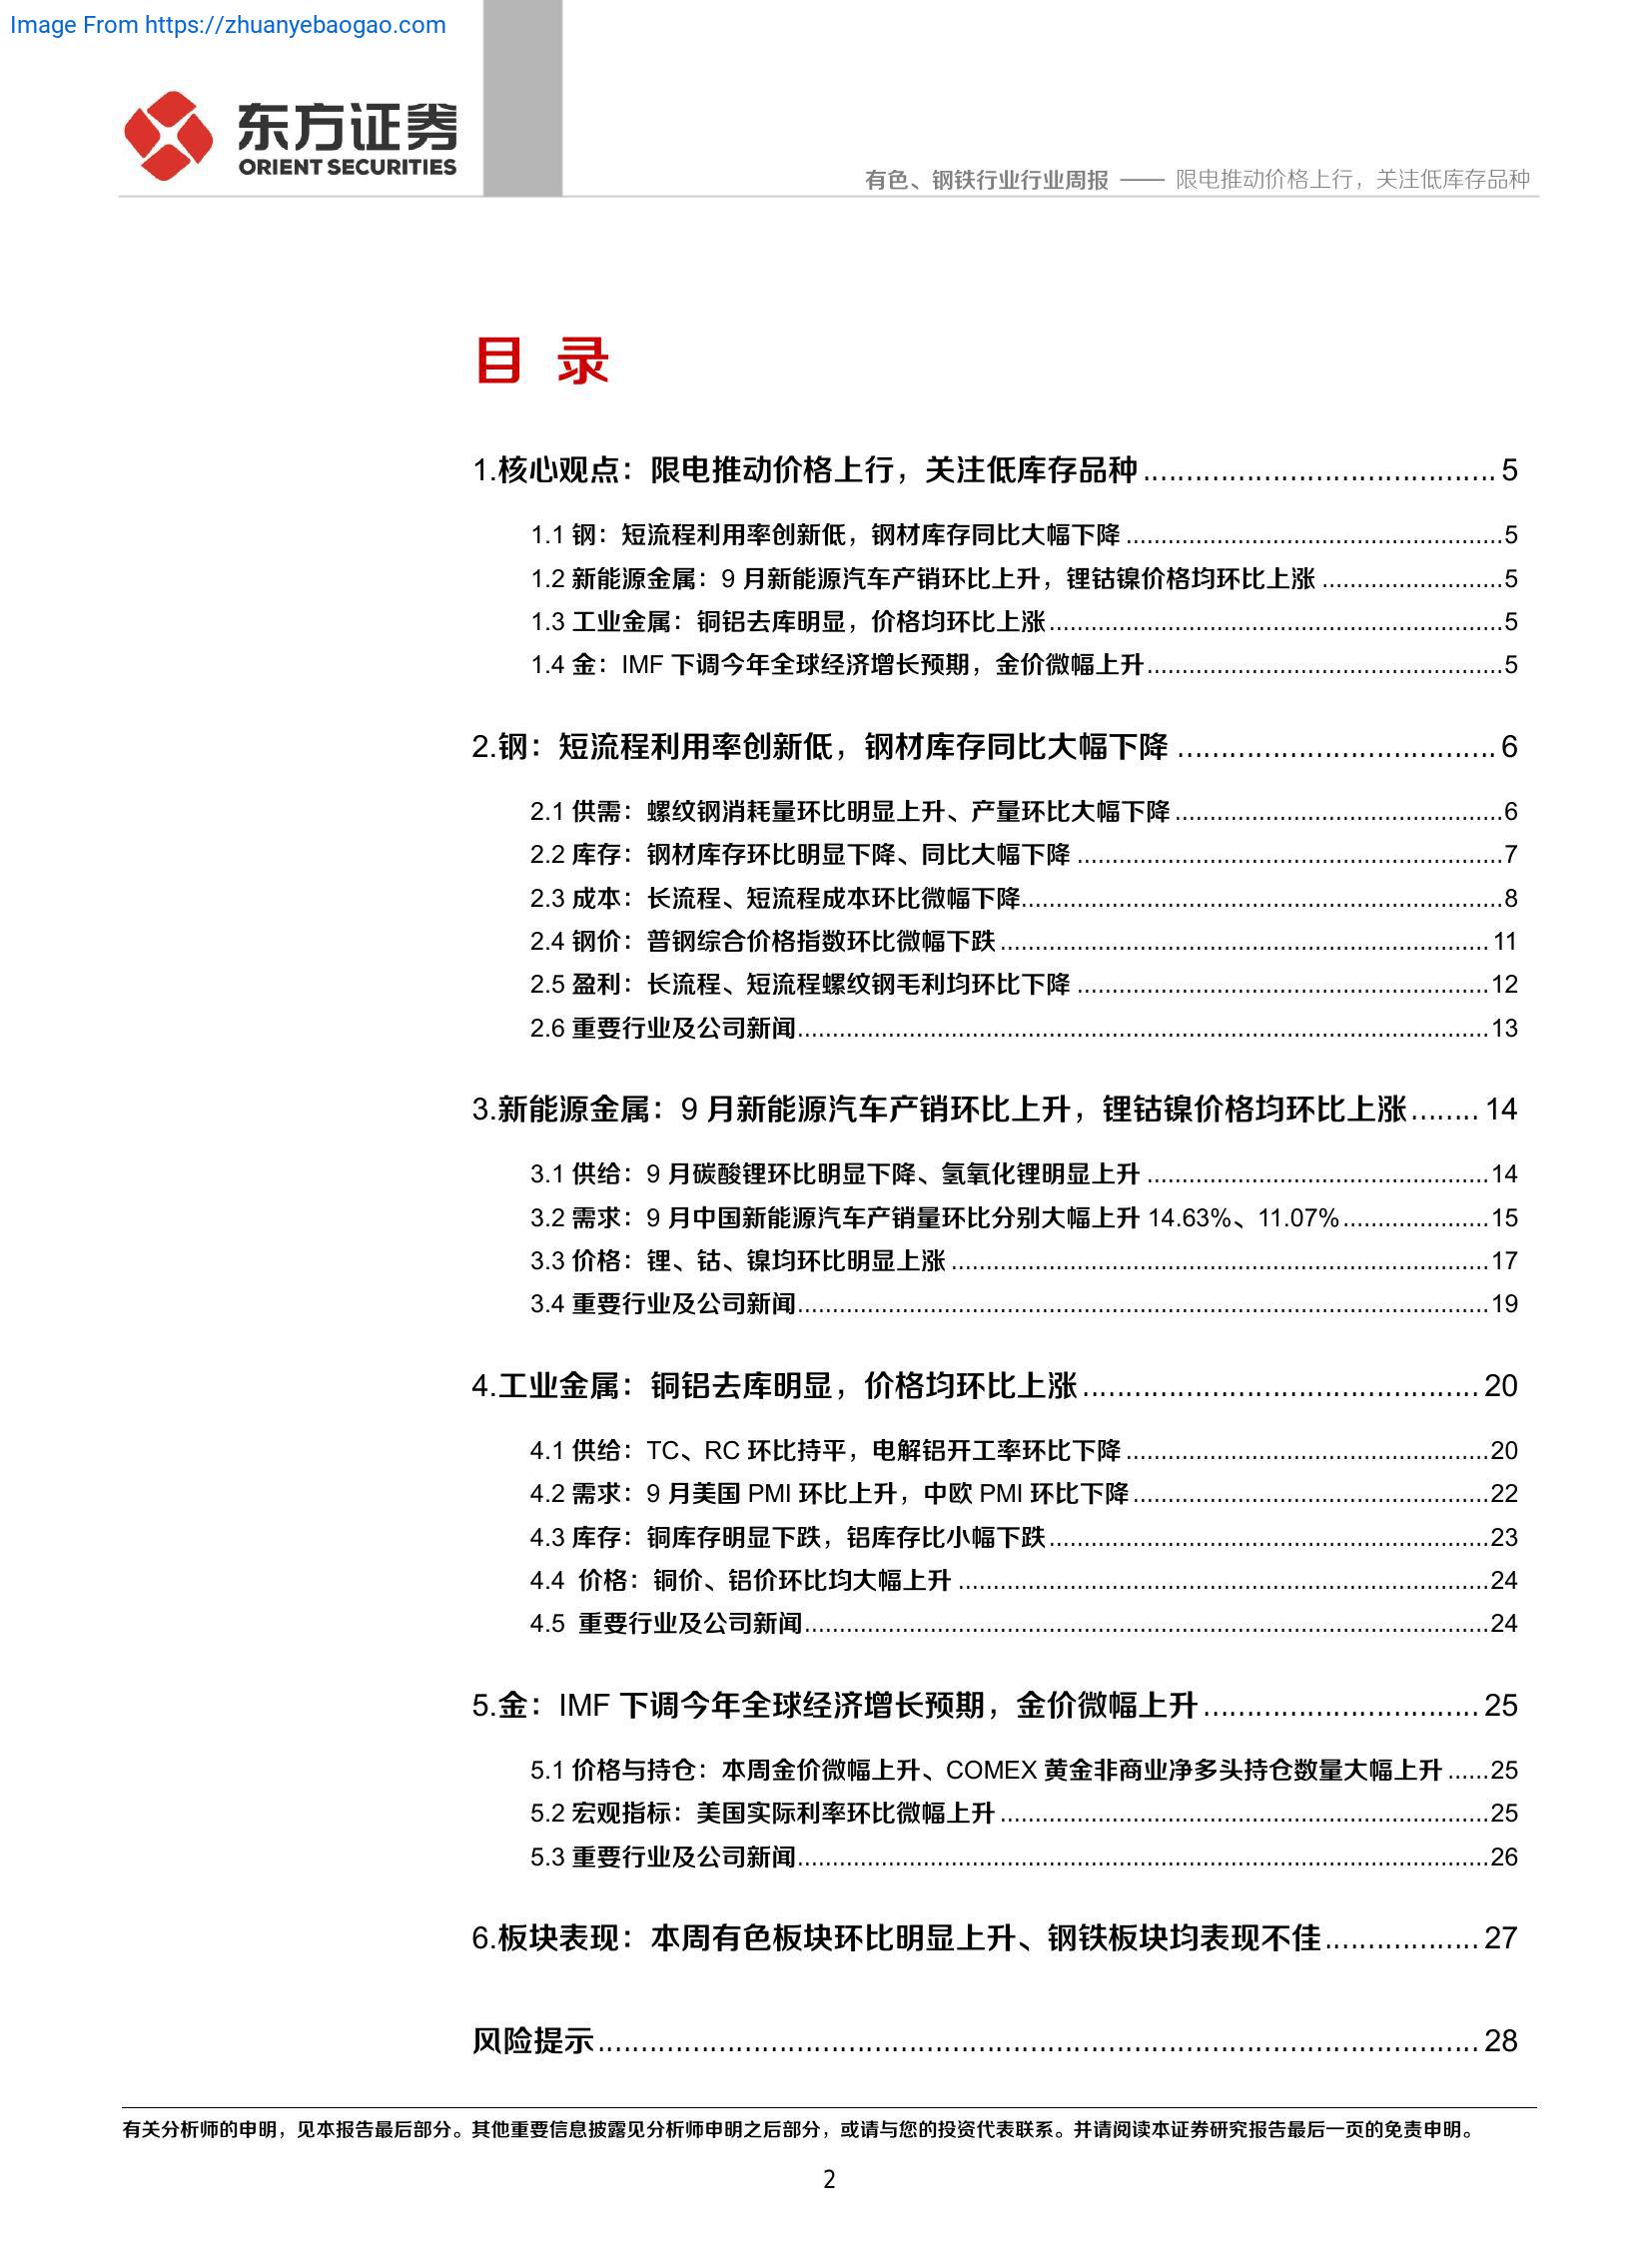 Image From https://zhuanyebaogao.com
东方证券
ORIENT SECURITIES
有色、钢铁行业行业周报 —— 限电推动价格上行，关注低库存品种
目 录
1.核心观点：限电推动价格上行，关注低库存品种........................................ 5
1.1 钢：短流程利用率创新低，钢材库存同比大幅下降 ......................................................5
1.2 新能源金属：9 月新能源汽车产销环比上升，锂钴镍价格均环比上涨 ..........................5
1.3 工业金属：铜铝去库明显，价格均环比上涨.................................................................5
1.4 金：IMF 下调今年全球经济增长预期，金价微幅上升...................................................5
2.钢：短流程利用率创新低，钢材库存同比大幅下降 .................................... 6
2.1 供需：螺纹钢消耗量环比明显上升、产量环比大幅下降...............................................6
2.2 库存：钢材库存环比明显下降、同比大幅下降 .............................................................7
2.3 成本：长流程、短流程成本环比微幅下降.....................................................................8
2.4 钢价：普钢综合价格指数环比微幅下跌...................................................................... 11
2.5 盈利：长流程、短流程螺纹钢毛利均环比下降 ...........................................................12
2.6 重要行业及公司新闻...................................................................................................13
3.新能源金属：9 月新能源汽车产销环比上升，锂钴镍价格均环比上涨........ 14
3.1 供给：9 月碳酸锂环比明显下降、氢氧化锂明显上升 .................................................14
3.2 需求：9 月中国新能源汽车产销量环比分别大幅上升 14.63%、11.07%.....................15
3.3 价格：锂、钴、镍均环比明显上涨 .............................................................................17
3.4 重要行业及公司新闻...................................................................................................19
4.工业金属：铜铝去库明显，价格均环比上涨............................................. 20
4.1 供给：TC、RC 环比持平，电解铝开工率环比下降 ....................................................20
4.2 需求：9 月美国 PMI 环比上升，中欧 PMI 环比下降...................................................22
4.3 库存：铜库存明显下跌，铝库存比小幅下跌...............................................................23
4.4  价格：铜价、铝价环比均大幅上升 ............................................................................24
4.5  重要行业及公司新闻..................................................................................................24
5.金：IMF 下调今年全球经济增长预期，金价微幅上升................................ 25
5.1 价格与持仓：本周金价微幅上升、COMEX 黄金非商业净多头持仓数量大幅上升 ......25
5.2 宏观指标：美国实际利率环比微幅上升......................................................................25
5.3 重要行业及公司新闻...................................................................................................26
6.板块表现：本周有色板块环比明显上升、钢铁板块均表现不佳.................. 27
风险提示.................................................................................................... 28
有关分析师的申明，见本报告最后部分。其他重要信息披露见分析师申明之后部分，或请与您的投资代表联系。并请阅读本证券研究报告最后一页的免责申明。
2